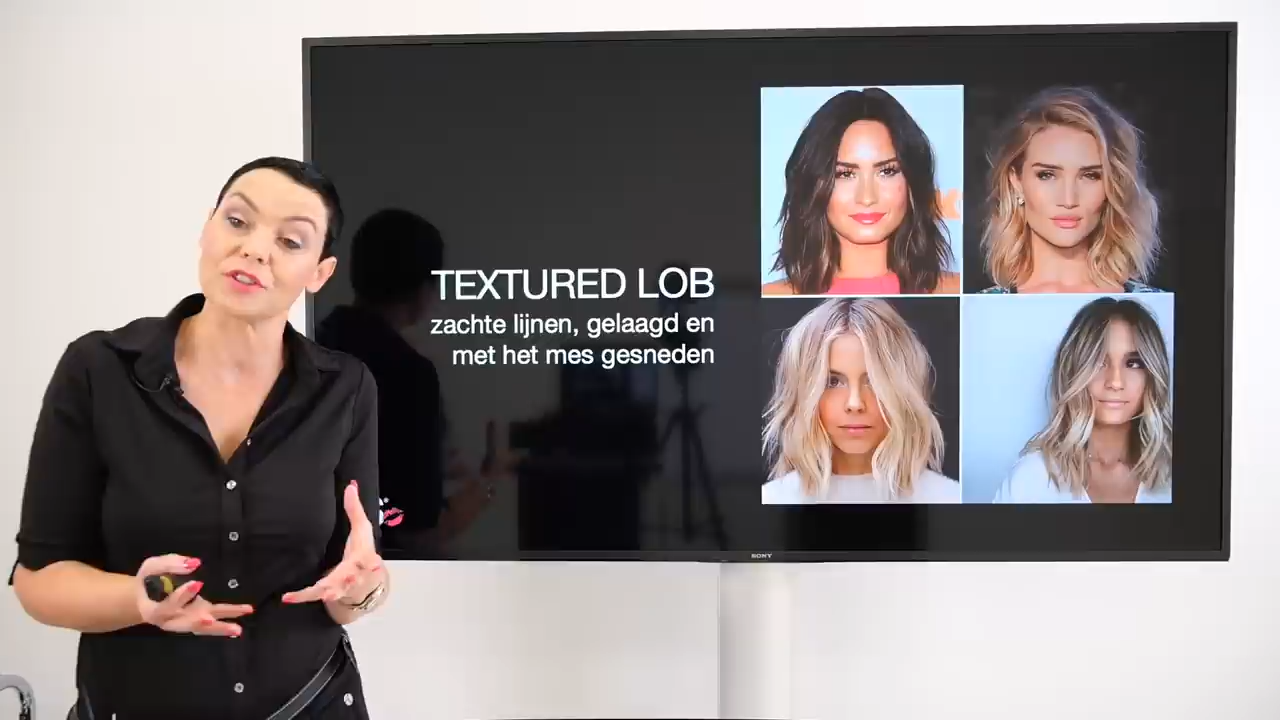 TEXTURED LOB
zachte lijnen, gelaagd en
met het mes gesneden
SONY